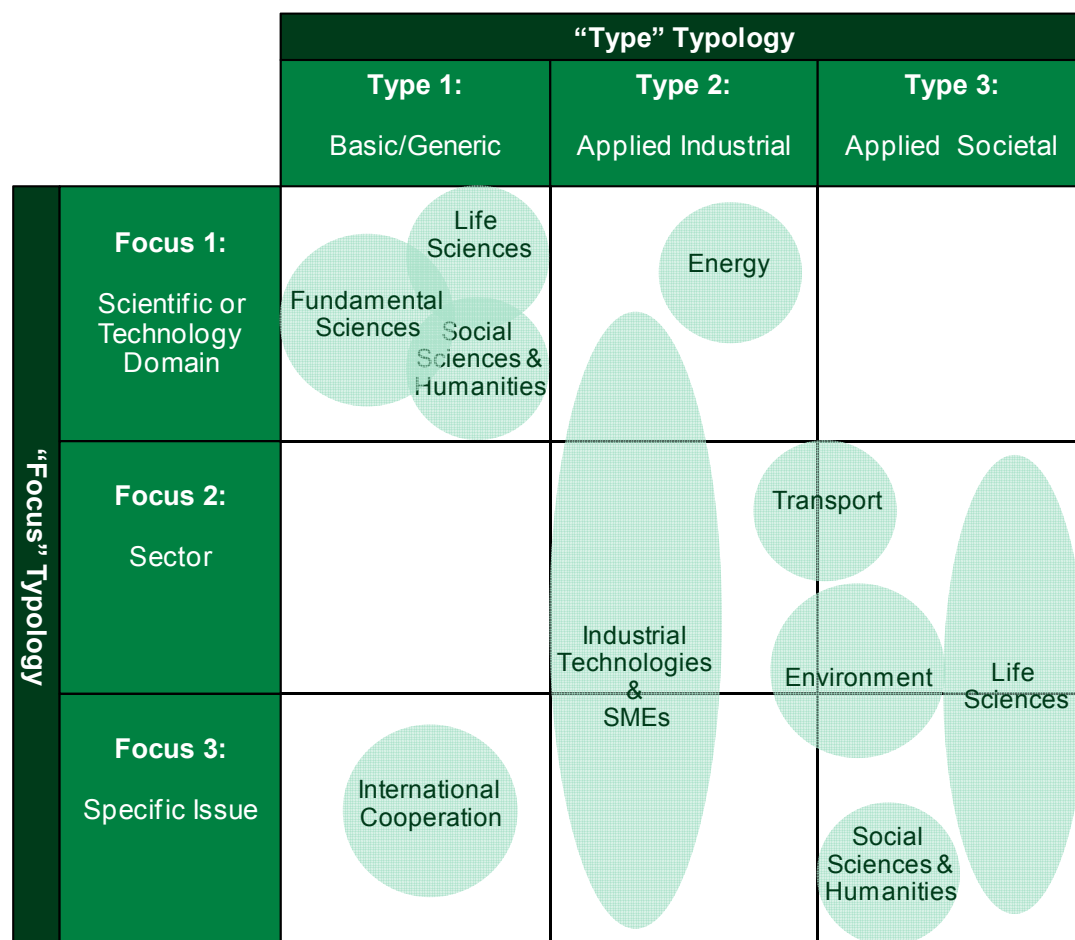 “Type” Typology
Type 1:
Basic/Generic
Type 2:
Applied Industrial
Type 3:
Applied Societal
“Focus” Typology
Focus 1:
Scientific or
Technology
Domain
Life
Sciences
Fundamental
Sciences
Social
Sciences &
Humanities
Energy
Focus 2:
Sector
Transport
Industrial
Technologies
&
SMEs
Environment
Life
Sciences
Focus 3:
Specific Issue
International
Cooperation
Social
Sciences &
Humanities